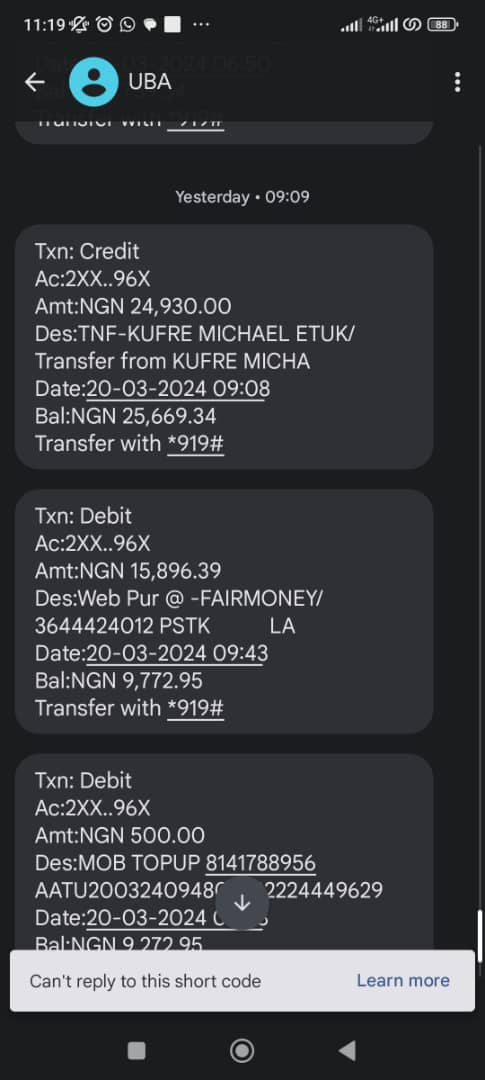 11:19
4G+
88
UBA
Transfer with *919#
Yesterday • 09:09
Txn: Credit
Ac:2XX..96X
Amt:NGN 24,930.00
Des:TNF-KUFRE MICHAEL ETUK/
Transfer from KUFRE MICHA
Date:20-03-2024 09:08
Bal:NGN 25,669.34
Transfer with *919#
Txn: Debit
Ac:2XX..96X
Amt:NGN 15,896.39
Des:Web Pur @ -FAIRMONEY/
3644424012 PSTK LA
Date:20-03-2024 09:43
Bal:NGN 9,772.95
Transfer with *919#
Txn: Debit
Ac:2XX..96X
Amt:NGN 500.00
Des:MOB TOPUP 8141788956
Date:20-03-2024
Bal:NGN 9,272.95
Can't reply to this short code
Learn more